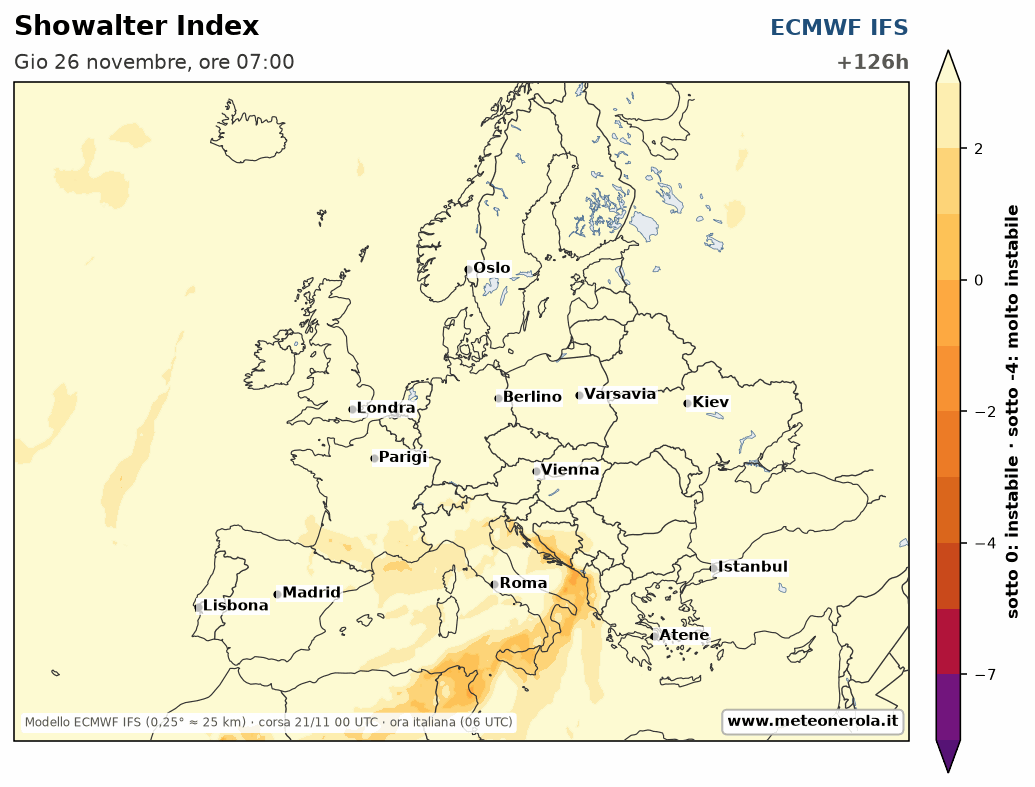 Showalter Index
ECMWF IFS
Gio 26 novembre, ore 07:00
+126h
Oslo
Londra
Berlino
Varsavia
Kiev
Parigi
Vienna
Istanbul
Madrid
Roma
Lisbona
Atene
Modello ECMWF IFS (0,25° ≈ 25 km) · corsa 21/11 00 UTC · ora italiana (06 UTC)
www.meteonerola.it
2
0
−2
−4
−7
sotto 0: instabile · sotto -4: molto instabile